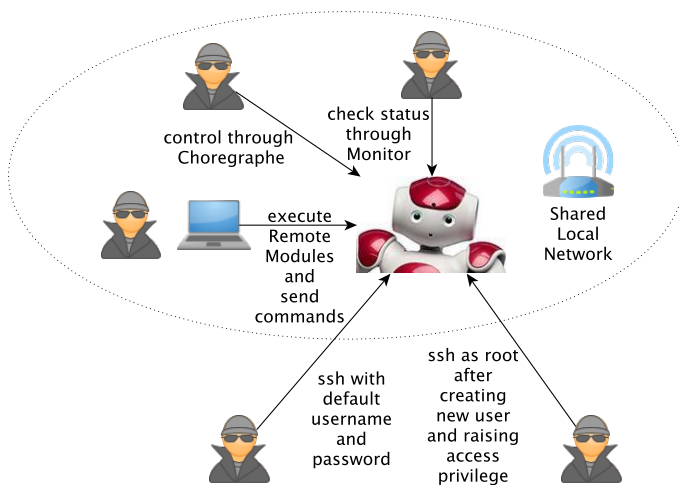 control through
Choregraphe
check status
through
Monitor
execute
Remote
Modules
and
send
commands
Shared
Local
Network
ssh with
default
username
and
password
ssh as root
after
creating
new user
and raising
access
privilege